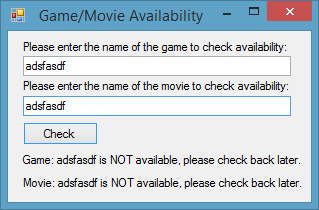 Game/Movie Availability
Please enter the name of the game to check availability:
adsfasdf
Please enter the name of the movie to check availability:
adsfasdf
Check
Game: adsfasdf is NOT available, please check back later.
Movie: adsfasdf is NOT available, please check back later.